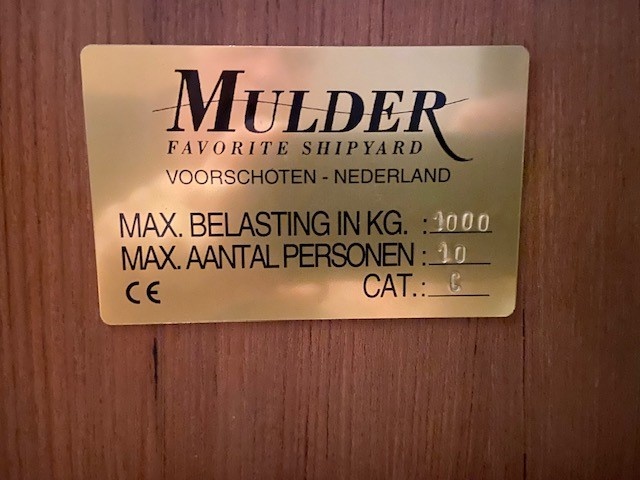 MULDER
FAVORITE SHIPYARD
VOORSCHOTEN - NEDERLAND
MAX. BELASTING IN KG. : 1000
MAX. AANTAL PERSONEN : 10
CE CAT. : C